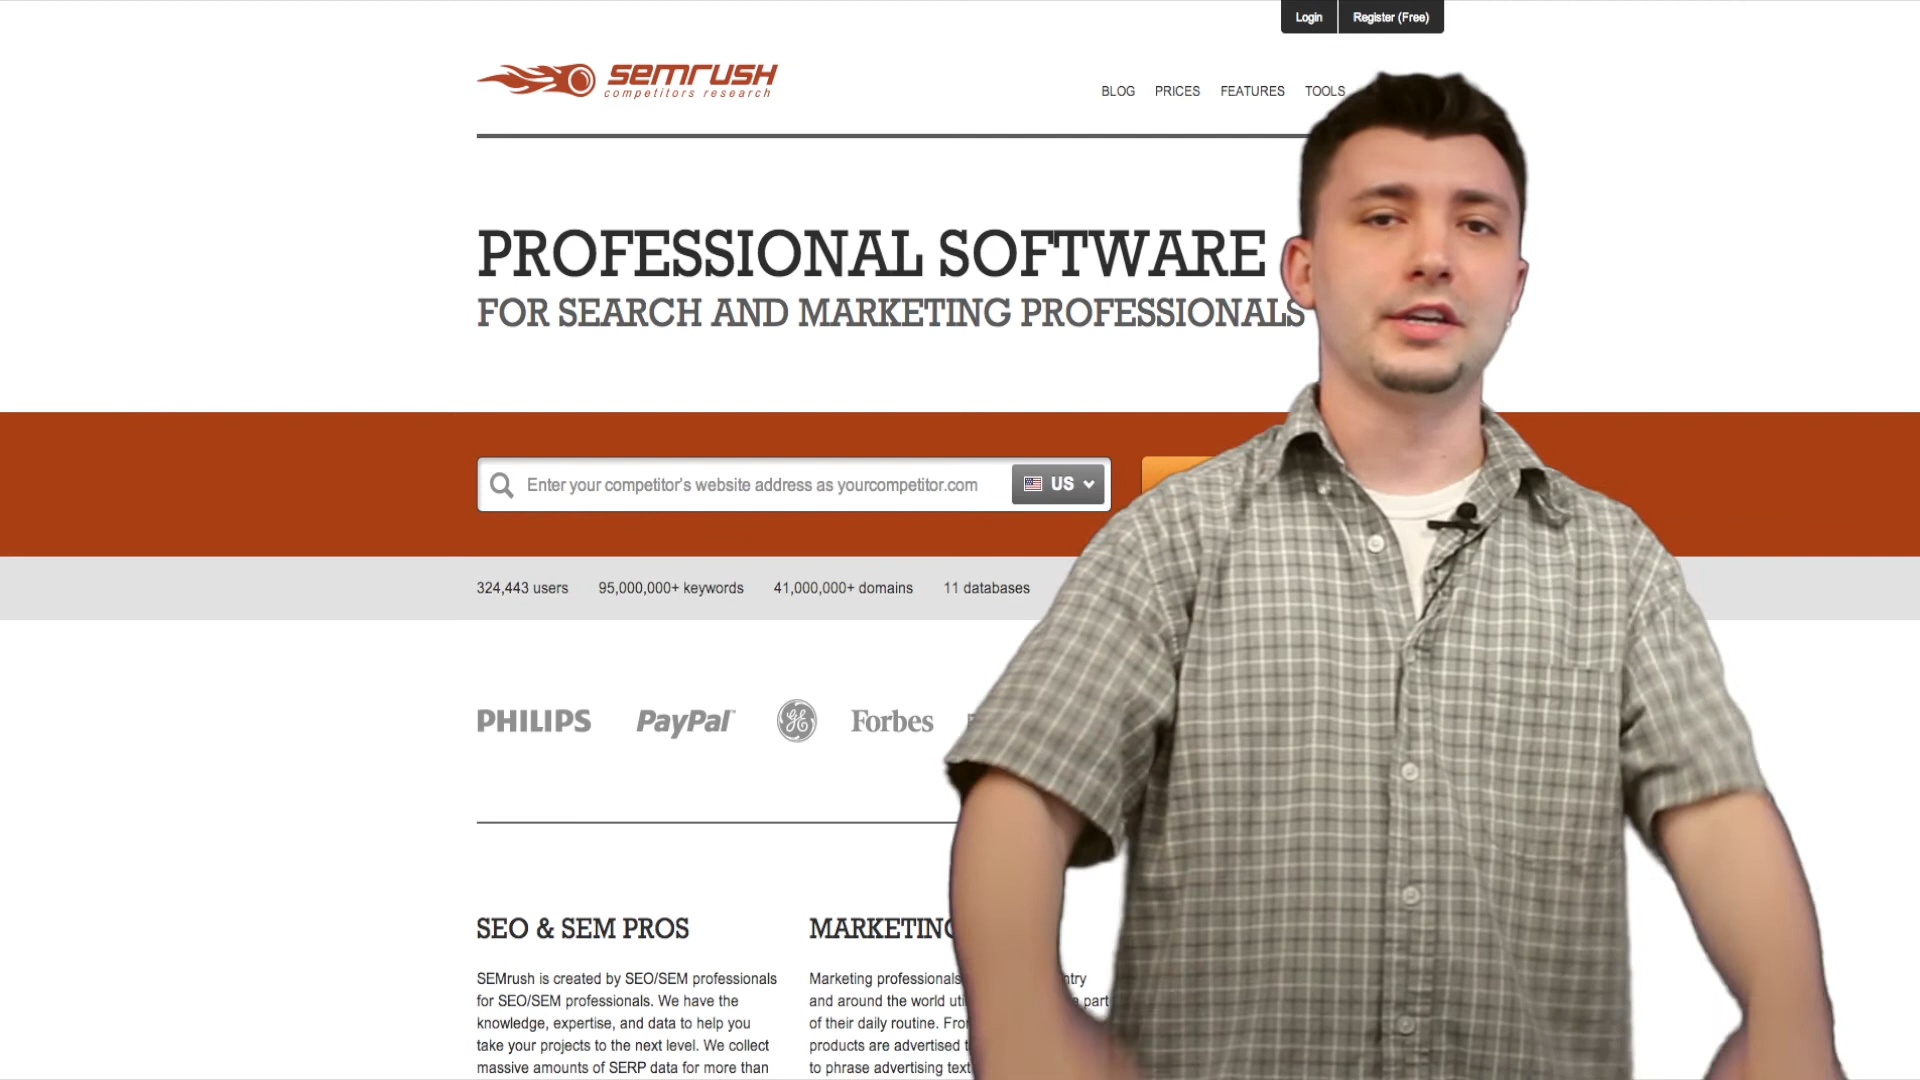 Login Register (Free)
semrush
competitors research
BLOG PRICES FEATURES TOOLS
PROFESSIONAL SOFTWARE
FOR SEARCH AND MARKETING PROFESSIONALS
Enter your competitor's website address as yourcompetitor.com US
324,443 users 95,000,000+ keywords 41,000,000+ domains 11 databases
PHILIPS PayPal™ GE Forbes
SEO & SEM PROS
MARKETING
SEMrush is created by SEO/SEM professionals
for SEO/SEM professionals. We have the
knowledge, expertise, and data to help you
take your projects to the next level. We collect
massive amounts of SERP data for more than
Marketing professionals
and around the world part
of their daily routine.
products are advertised
to phrase advertising text